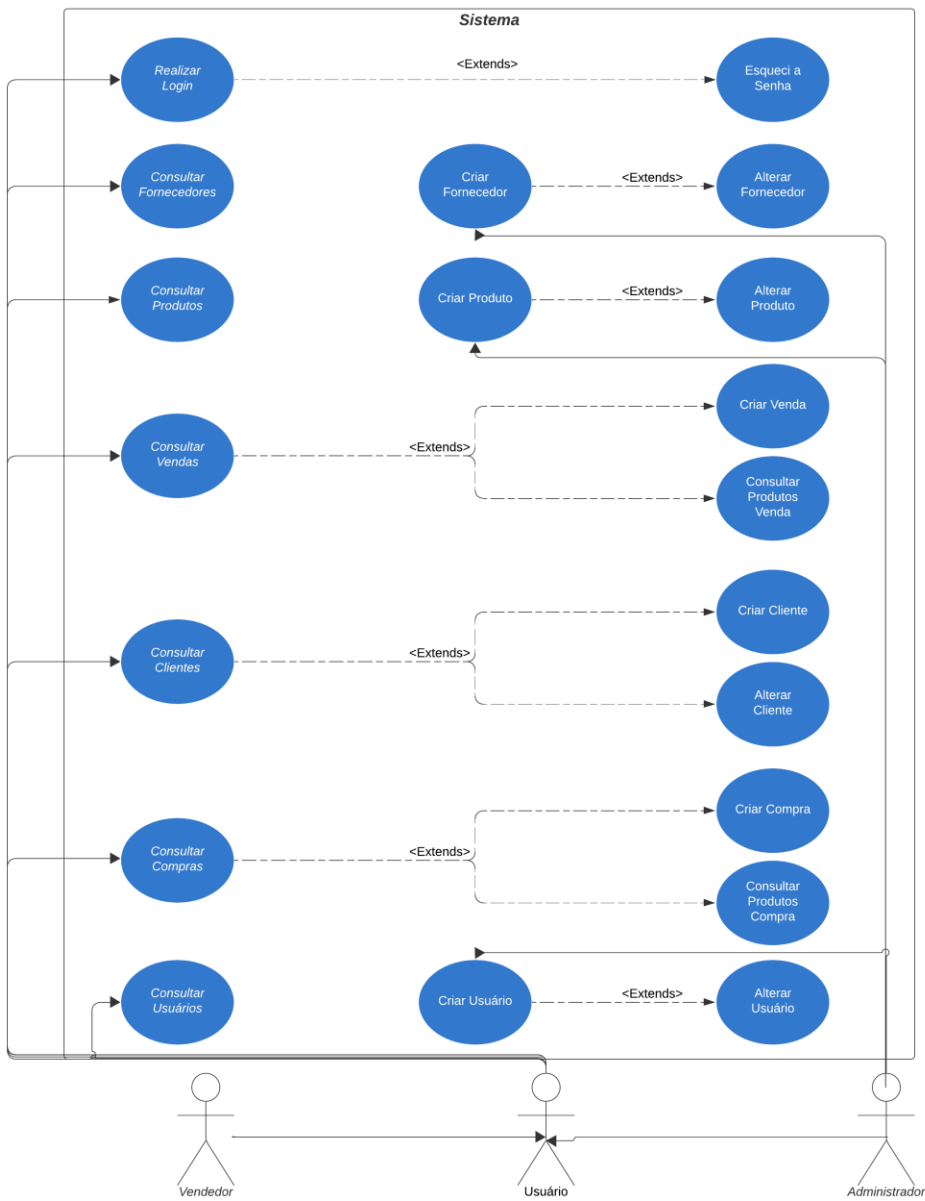 Sistema
Realizar
Login
<Extends>
Esqueci a
Senha
Consultar
Fornecedores
Criar
Fornecedor
<Extends>
Alterar
Fornecedor
Consultar
Produtos
Criar Produto
<Extends>
Alterar
Produto
Consultar
Vendas
<Extends>
Criar Venda
Consultar
Produtos
Venda
Consultar
Clientes
<Extends>
Criar Cliente
Alterar
Cliente
Consultar
Compras
<Extends>
Criar Compra
Consultar
Produtos
Compra
Consultar
Usuários
Criar Usuário
<Extends>
Alterar
Usuário
Vendedor
Usuário
Administrador